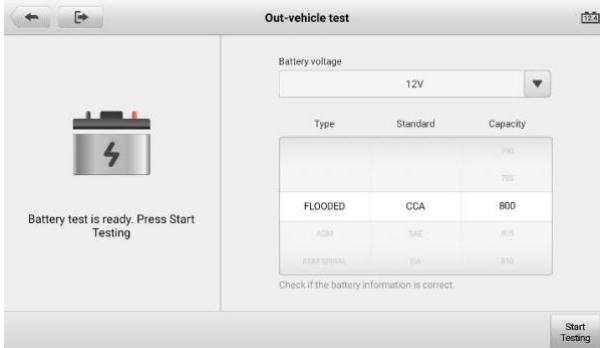 Out-vehicle test
12.4
Battery voltage
12V
Type Standard Capacity
790
795
FLOODED CCA 800
AGM SAE 805
AGM SPIRAL CA 810
Battery test is ready. Press Start
Testing
Check if the battery information is correct.
Start
Testing